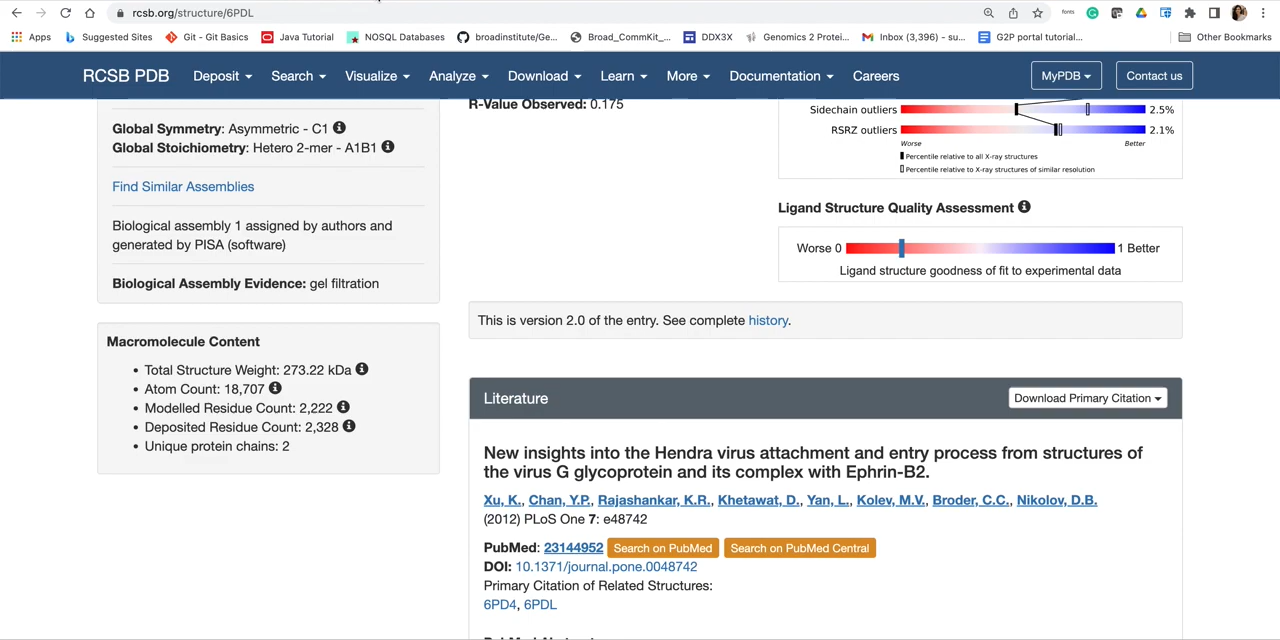 rcsb.org/structure/6PDL
fonts
Apps Suggested Sites Git - Git Basics Java Tutorial NOSQL Databases broadinstitute/Ge... Broad_CommKit_... DDX3X Genomics 2 Protei... Inbox (3,396) - su... G2P portal tutorial... Other Bookmarks
RCSB PDB Deposit Search Visualize Analyze Download Learn More Documentation Careers MyPDB Contact us
Global Symmetry: Asymmetric - C1
Global Stoichiometry: Hetero 2-mer - A1B1
Find Similar Assemblies
Biological assembly 1 assigned by authors and
generated by PISA (software)
Biological Assembly Evidence: gel filtration
Macromolecule Content
• Total Structure Weight: 273.22 kDa
• Atom Count: 18,707
• Modelled Residue Count: 2,222
• Deposited Residue Count: 2,328
• Unique protein chains: 2
R-Value Observed: 0.175
Sidechain outliers 2.5%
RSRZ outliers 2.1%
Worse Better
Percentile relative to all X-ray structures
Percentile relative to X-ray structures of similar resolution
Ligand Structure Quality Assessment
Worse 0 1 Better
Ligand structure goodness of fit to experimental data
This is version 2.0 of the entry. See complete history.
Literature
Download Primary Citation
New insights into the Hendra virus attachment and entry process from structures of
the virus G glycoprotein and its complex with Ephrin-B2.
Xu, K., Chan, Y.P., Rajashankar, K.R., Khetawat, D., Yan, L., Kolev, M.V., Broder, C.C., Nikolov, D.B.
(2012) PLoS One 7: e48742
PubMed: 23144952 Search on PubMed Search on PubMed Central
DOI: 10.1371/journal.pone.0048742
Primary Citation of Related Structures:
6PD4, 6PDL